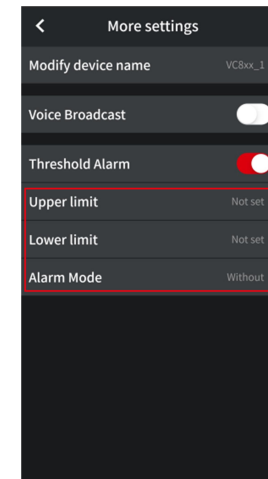 More settings
Modify device name VC8xx_1
Voice Broadcast
Threshold Alarm
Upper limit Not set
Lower limit Not set
Alarm Mode Without